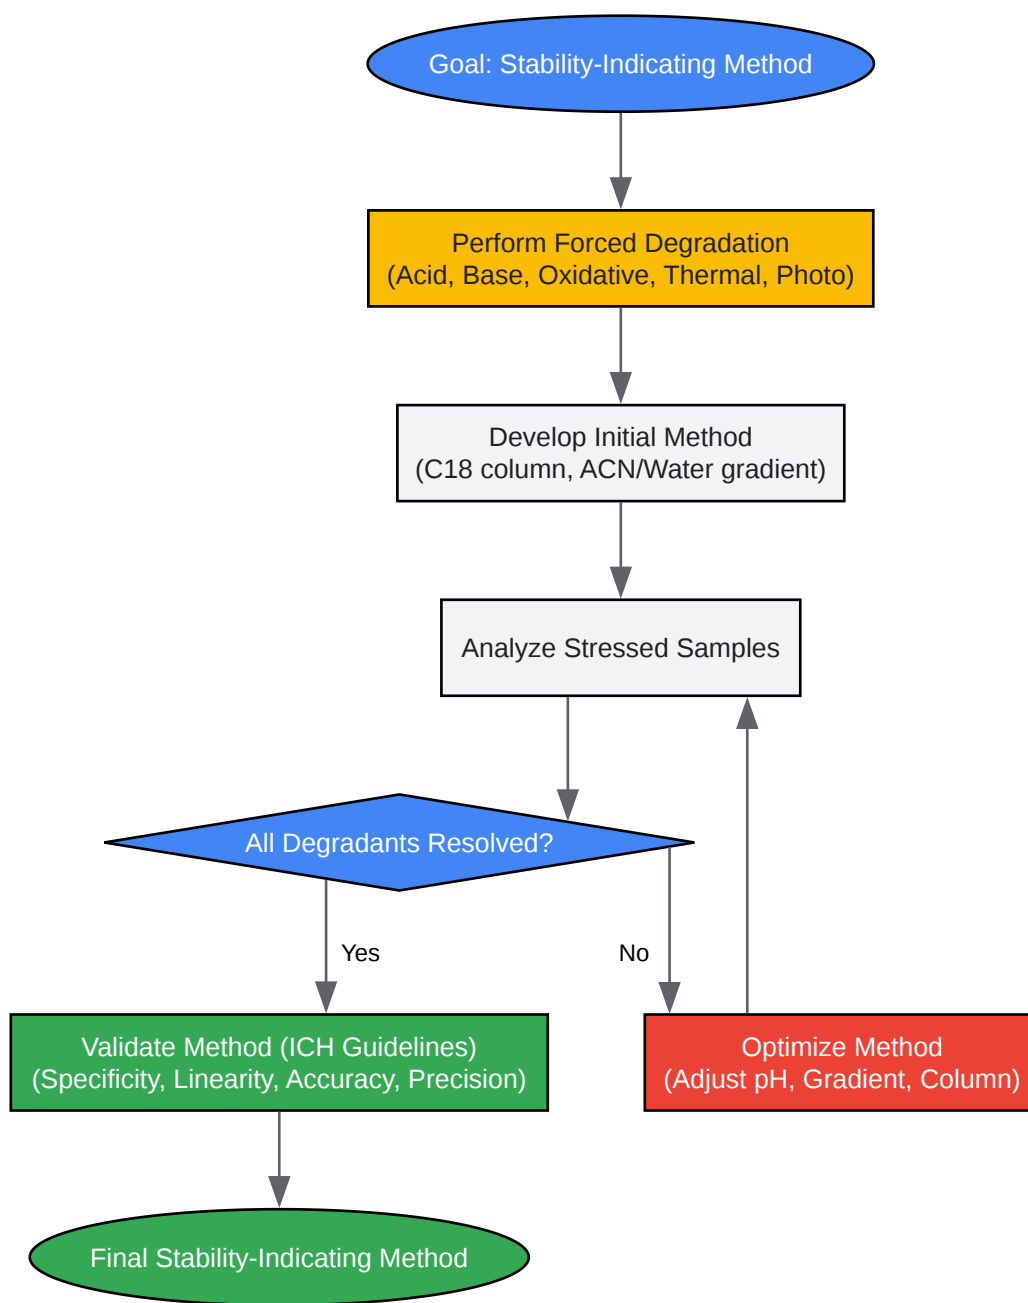 Goal: Stability-Indicating Method
Perform Forced Degradation
(Acid, Base, Oxidative, Thermal, Photo)
Develop Initial Method
(C18 column, ACN/Water gradient)
Analyze Stressed Samples
All Degradants Resolved?
Yes
No
Validate Method (ICH Guidelines)
(Specificity, Linearity, Accuracy, Precision)
Optimize Method
(Adjust pH, Gradient, Column)
Final Stability-Indicating Method